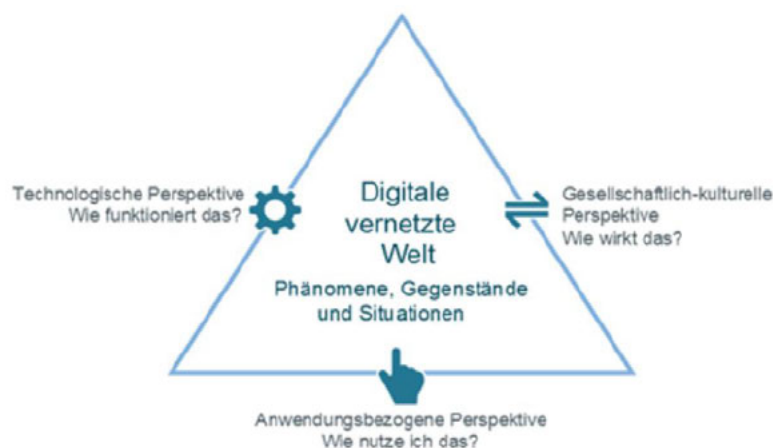 Technologische Perspektive
Wie funktioniert das?
Digitale
vernetzte
Welt
Phänomene, Gegenstände
und Situationen
Gesellschaftlich-kulturelle
Perspektive
Wie wirkt das?
Anwendungsbezogene Perspektive
Wie nutze ich das?